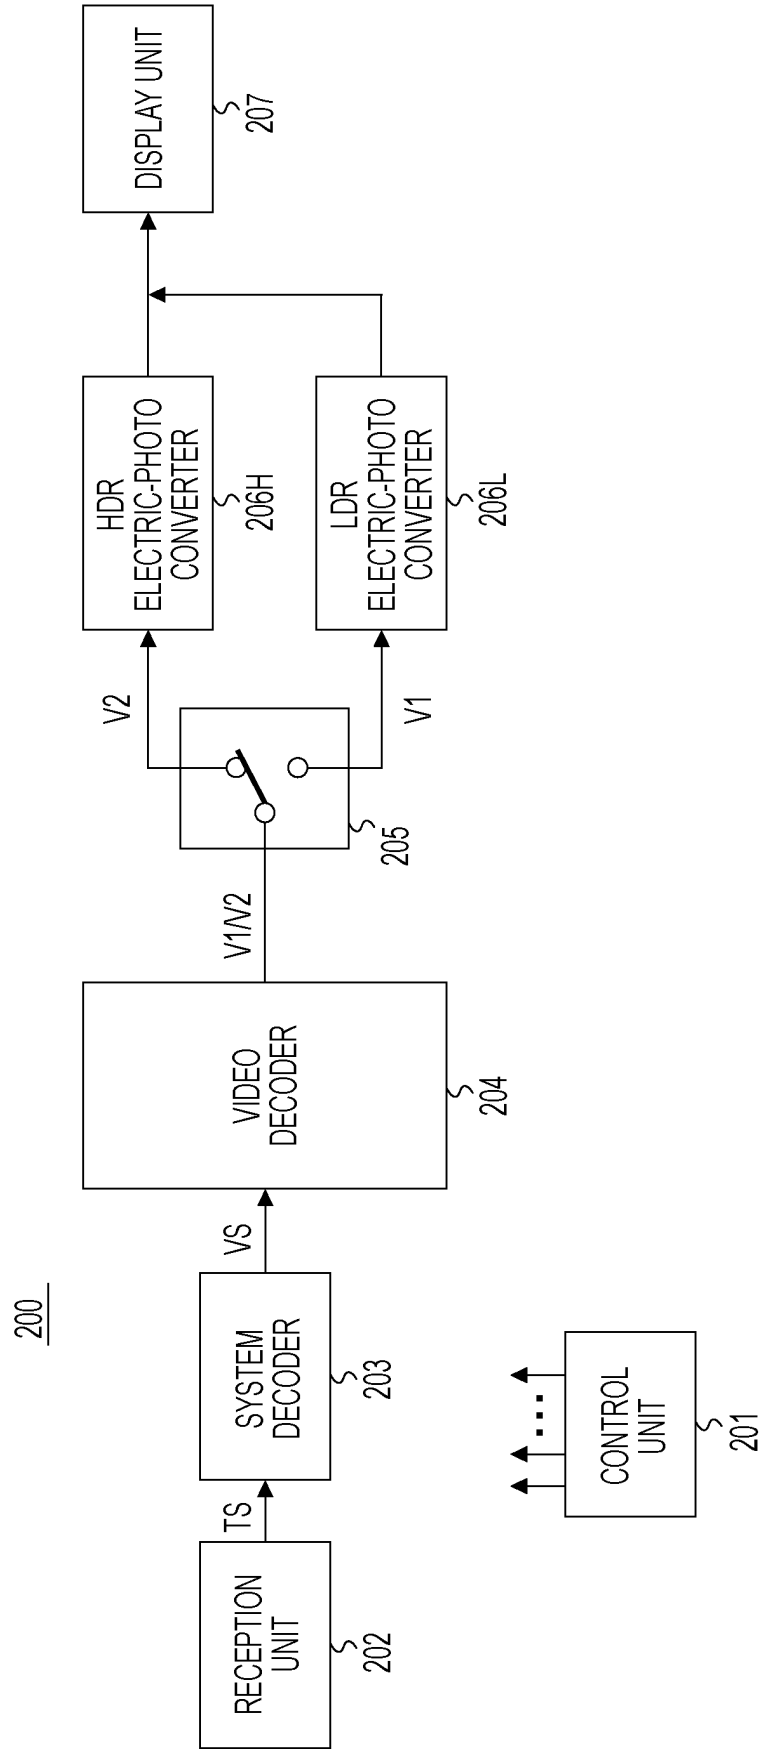 200
RECEPTION
UNIT
202
TS
SYSTEM
DECODER
203
VS
VIDEO
DECODER
204
V1/V2
205
V2
V1
HDR
ELECTRIC-PHOTO
CONVERTER
206H
LDR
ELECTRIC-PHOTO
CONVERTER
206L
DISPLAY UNIT
207
CONTROL
UNIT
201